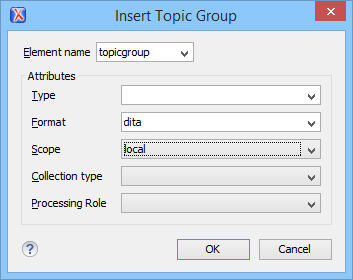 Insert Topic Group
Element name topicgroup
Attributes
Type
Format dita
Scope local
Collection type
Processing Role
? OK Cancel